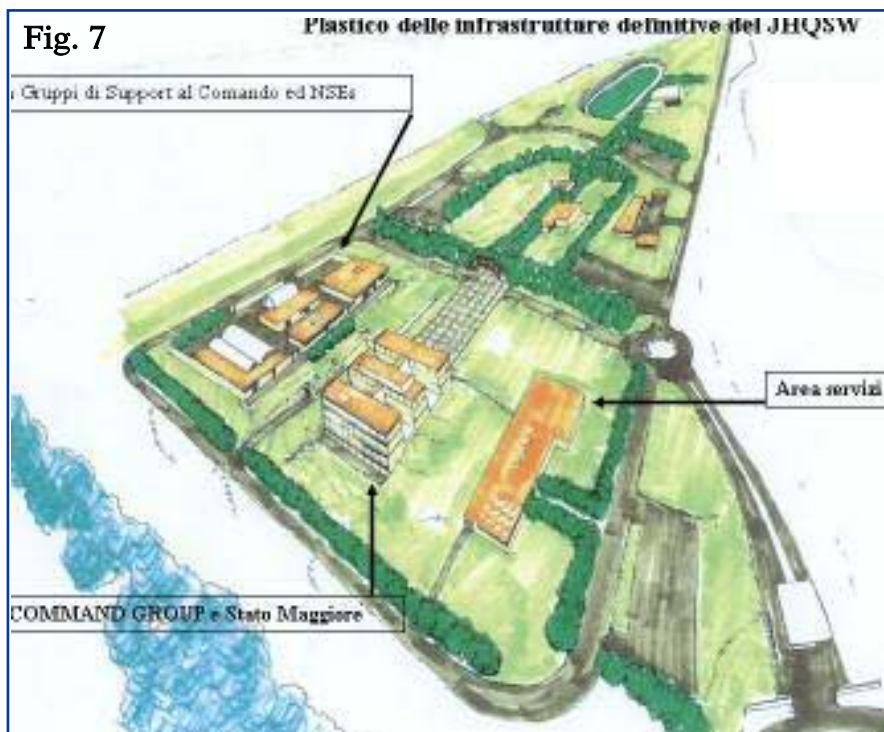 Fig. 7
Plastico delle infrastrutture definitive del JHQSW
Gruppi di Support al Comando ed NSEs
Area servizi
COMMAND GROUP e Stato Maggiore